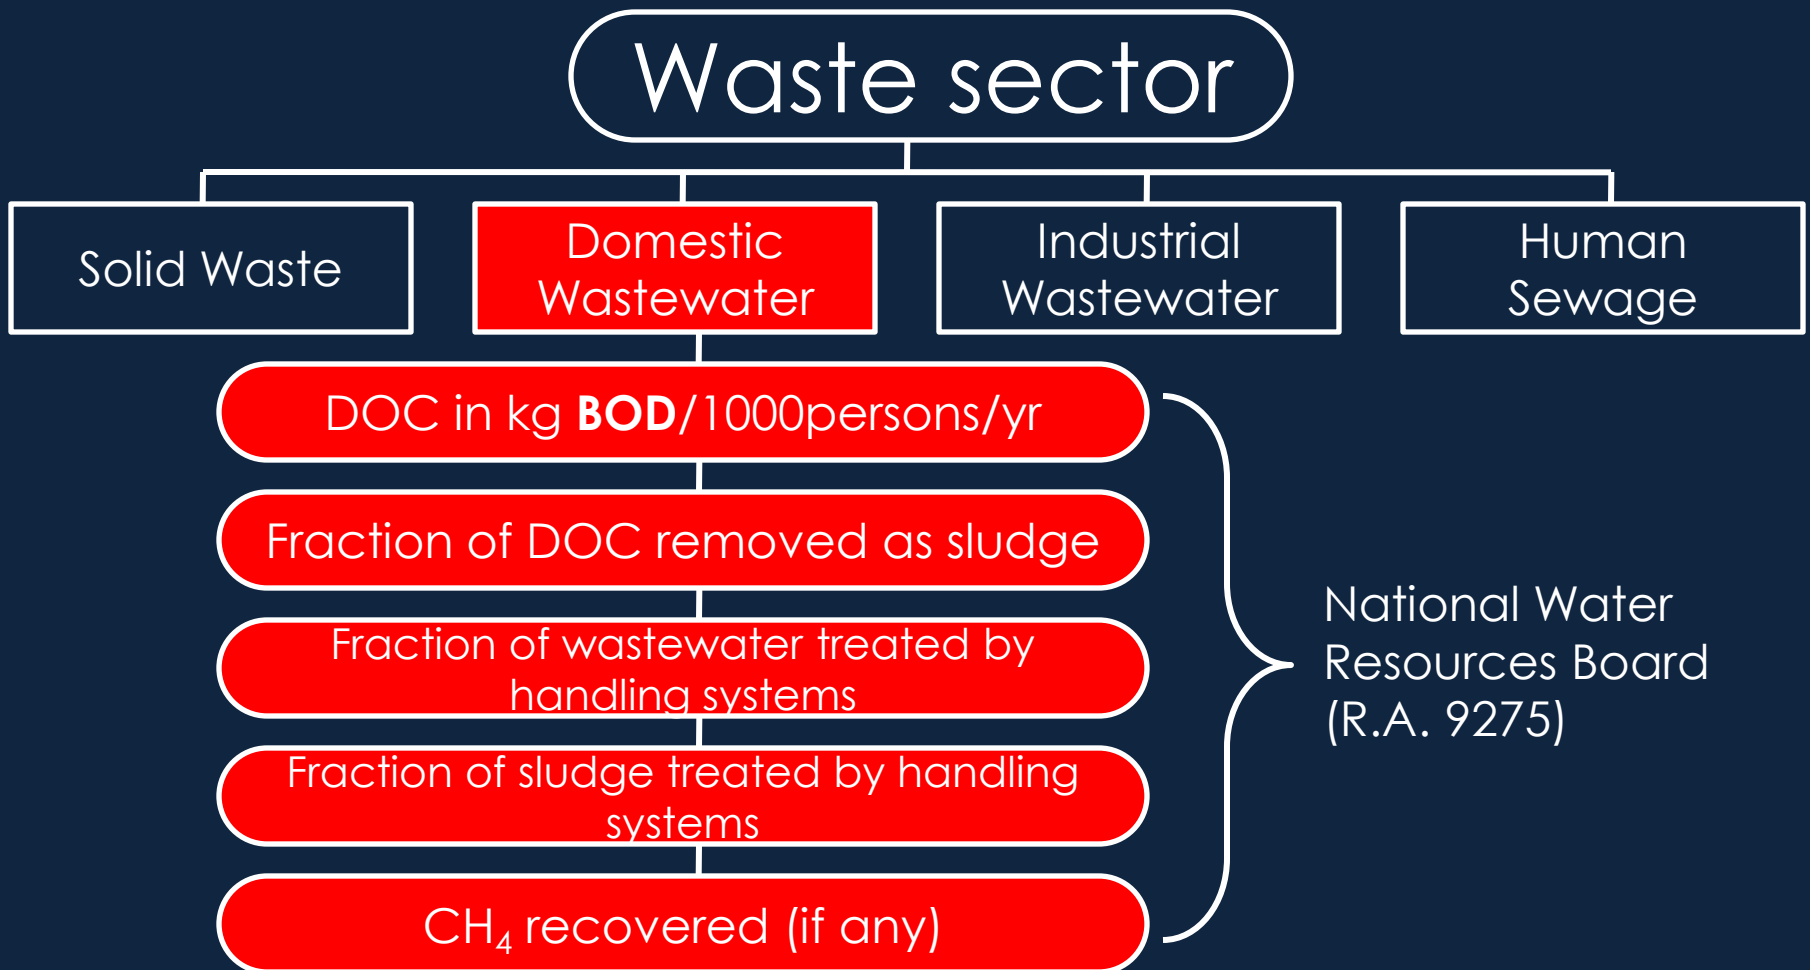 Waste sector
Solid Waste
Domestic
Wastewater
Industrial
Wastewater
Human
Sewage
DOC in kg BOD/1000persons/yr
Fraction of DOC removed as sludge
Fraction of wastewater treated by
handling systems
Fraction of sludge treated by handling
systems
CH₄ recovered (if any)
National Water
Resources Board
(R.A. 9275)